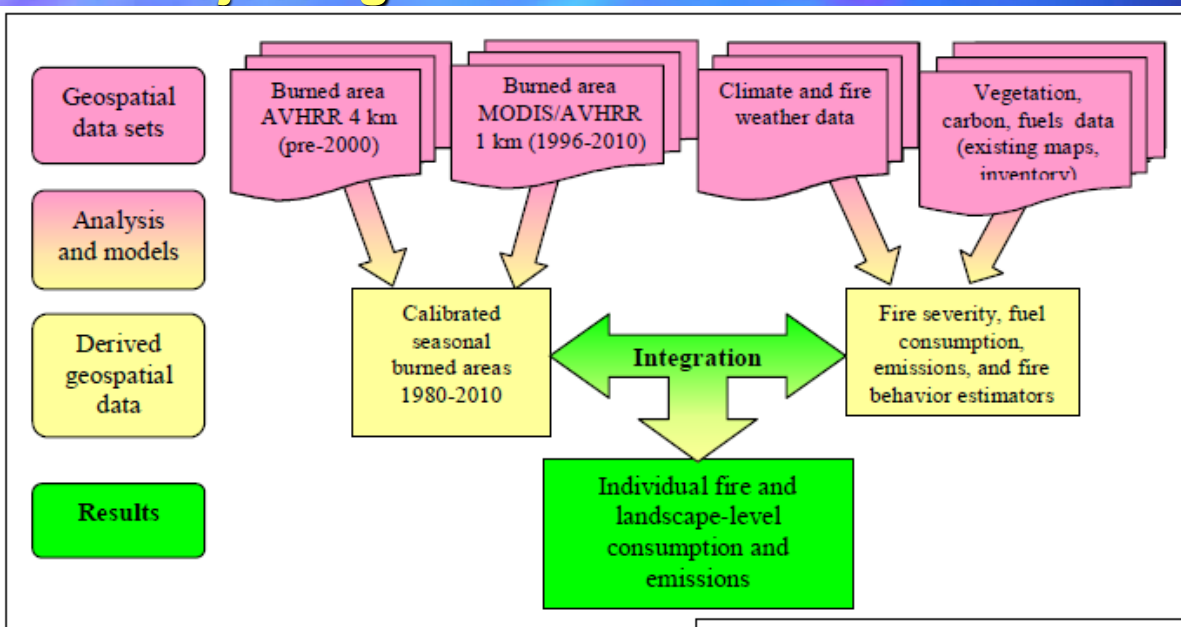 Geospatial
data sets
Burned area
AVHRR 4 km
(pre-2000)
Burned area
MODIS/AVHRR
1 km (1996-2010)
Climate and fire
weather data
Vegetation,
carbon, fuels data
(existing maps,
inventory)
Analysis
and models
Derived
geospatial
data
Calibrated
seasonal
burned areas
1980-2010
Integration
Fire severity, fuel
consumption,
emissions, and fire
behavior estimators
Results
Individual fire and
landscape-level
consumption and
emissions